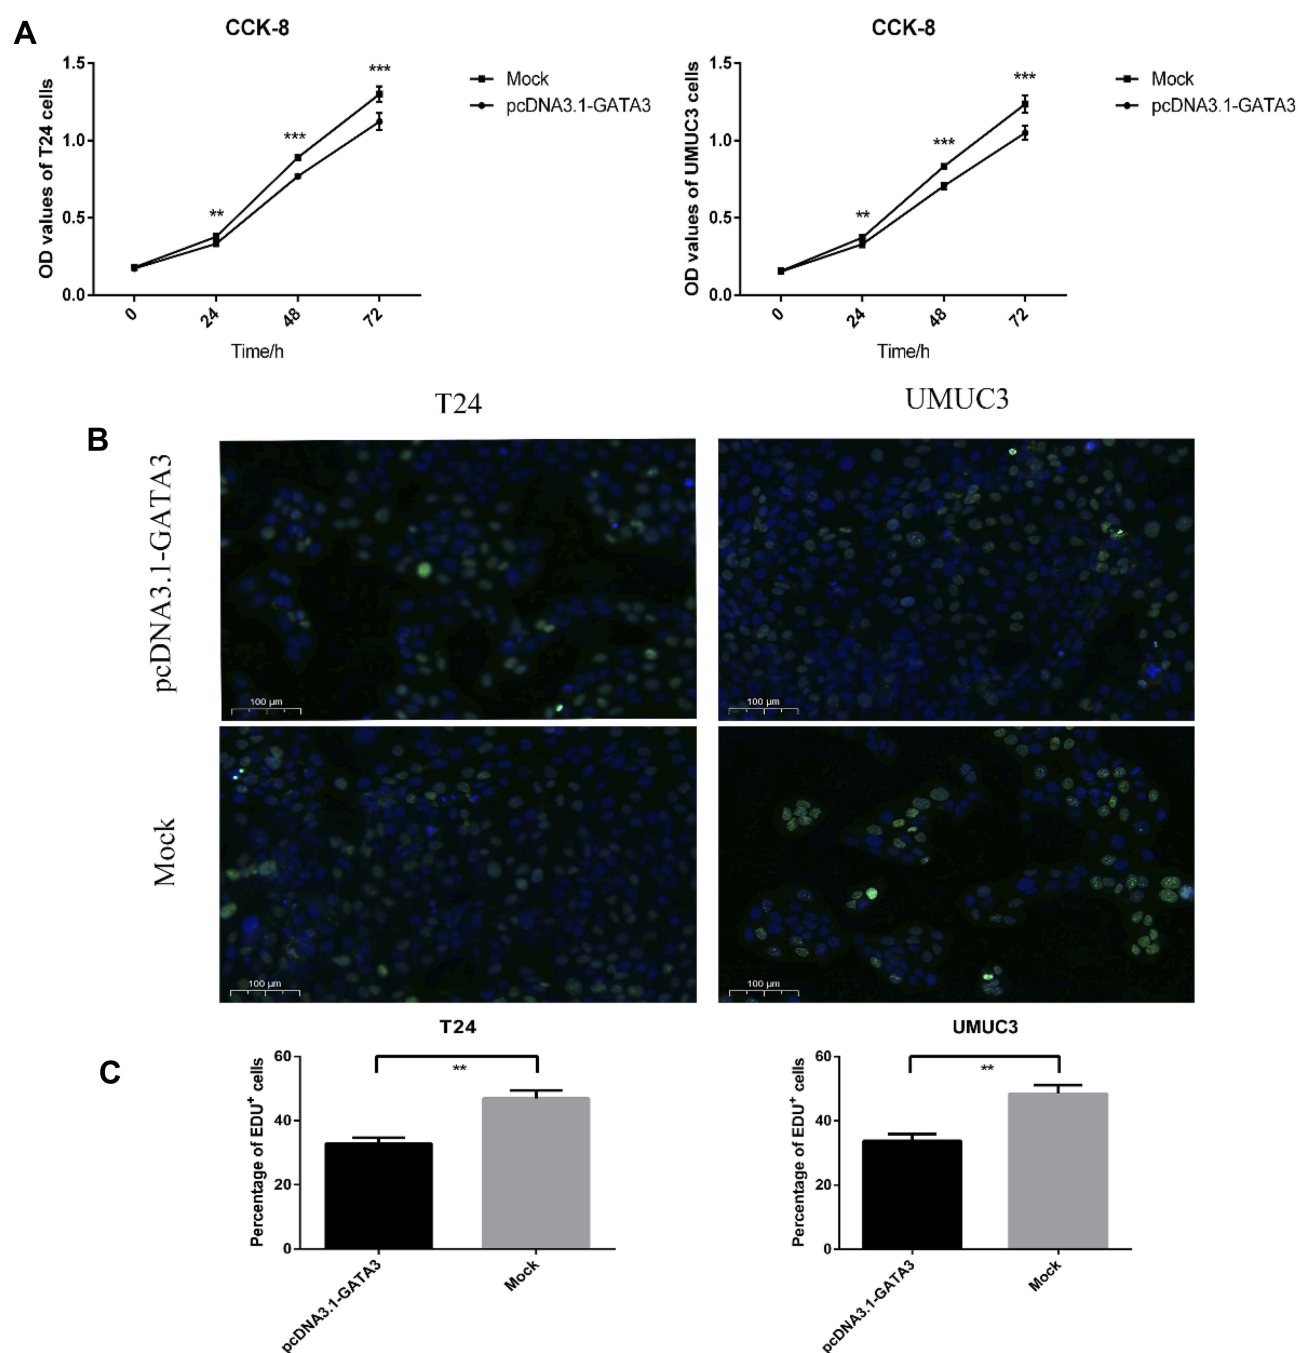 A
CCK-8
OD values of T24 cells
1.5
1.0
0.5
0.0
**
***
***
0
24
48
72
Time/h
Mock
pcDNA3.1-GATA3
CCK-8
OD values of UMUC3 cells
1.5
1.0
0.5
0.0
**
***
***
0
24
48
72
Time/h
Mock
pcDNA3.1-GATA3
B
T24
UMUC3
pcDNA3.1-GATA3
100 µm
100 µm
Mock
100 µm
100 µm
C
T24
Percentage of EDU⁺ cells
60
40
20
0
**
pcDNA3.1-GATA3
Mock
UMUC3
Percentage of EDU⁺ cells
60
40
20
0
**
pcDNA3.1-GATA3
Mock